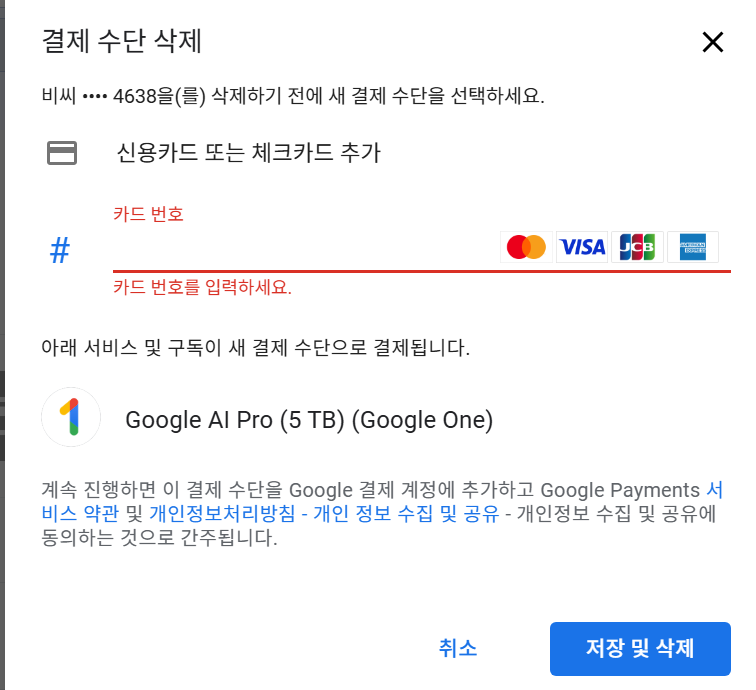 결제 수단 삭제
비씨 •••• 4638을(를) 삭제하기 전에 새 결제 수단을 선택하세요.
신용카드 또는 체크카드 추가
카드 번호
#
VISA
JCB
AMERICAN EXPRESS
카드 번호를 입력하세요.
아래 서비스 및 구독이 새 결제 수단으로 결제됩니다.
Google AI Pro (5 TB) (Google One)
계속 진행하면 이 결제 수단을 Google 결제 계정에 추가하고 Google Payments 서
비스 약관 및 개인정보처리방침 - 개인 정보 수집 및 공유 - 개인정보 수집 및 공유에
동의하는 것으로 간주됩니다.
취소
저장 및 삭제